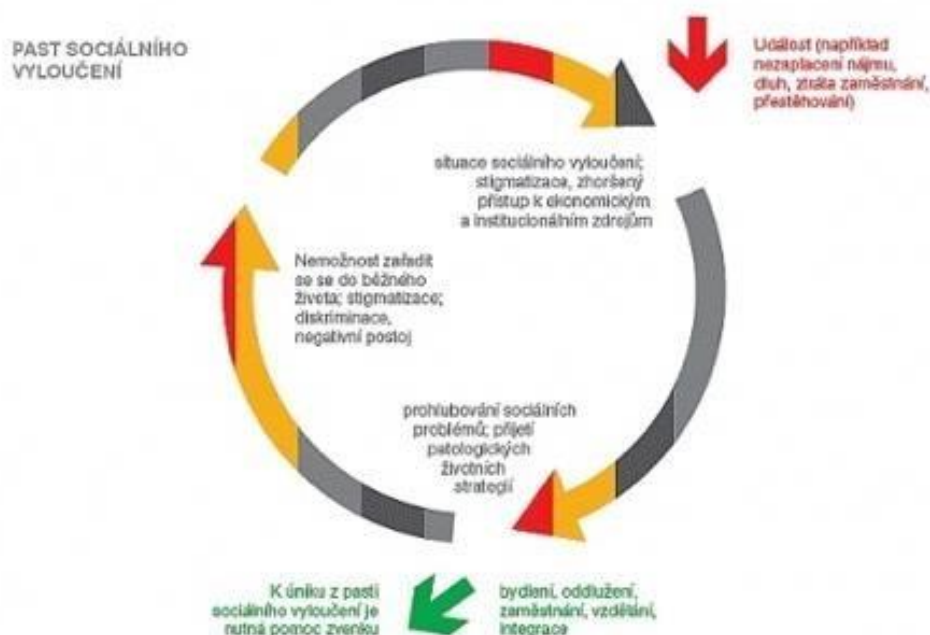 PAST SOCIÁLNÍHO
VYLOUČENÍ
Událost (například
nezaplacení nájmu,
dluh, ztráta zaměstnání,
přestěhování)
situace sociálního vyloučení;
stigmatizace, zhoršený
přístup k ekonomickým
a institucionálním zdrojům
Nemožnost zařadit
se se do běžného
života; stigmatizace;
diskriminace,
negativní postoj
prohlubování sociálních
problémů; přijetí
patologických
životních
strategií
K úniku z pasti
sociálního vyloučení je
nutná pomoc zvenku
bydlení, oddlužení,
zaměstnání, vzdělání,
integrace